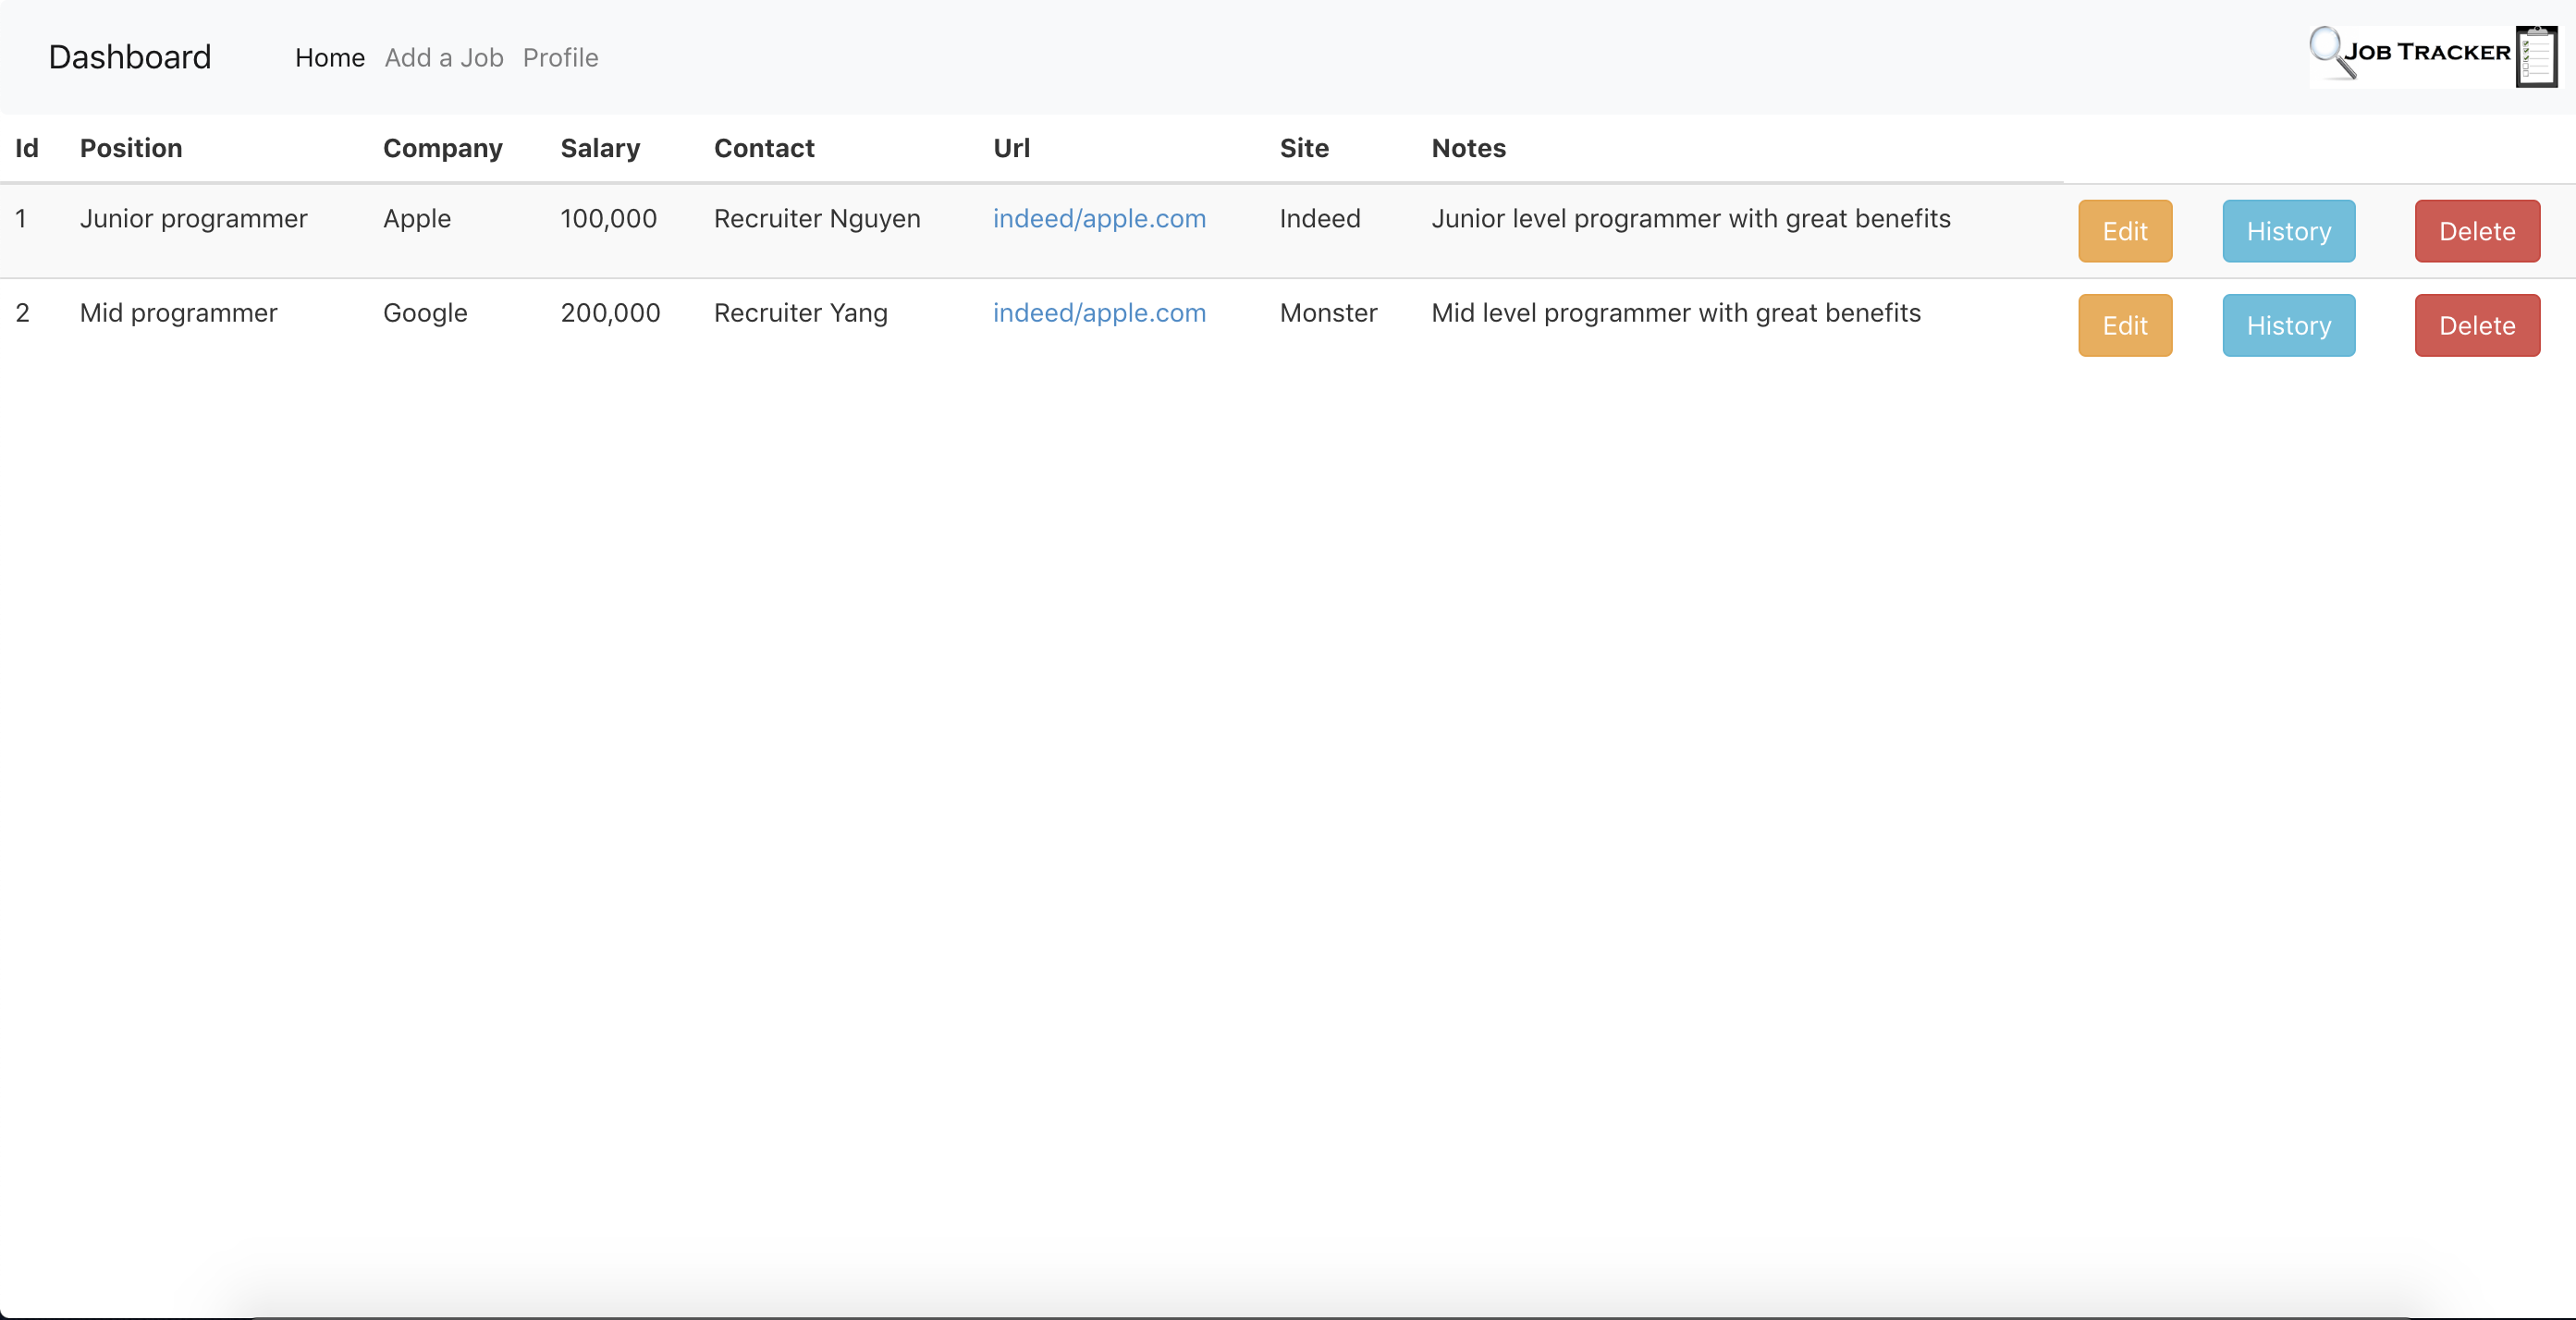 Dashboard Home Add a Job Profile JOB TRACKER
Id Position Company Salary Contact Url Site Notes
1 Junior programmer Apple 100,000 Recruiter Nguyen indeed/apple.com Indeed Junior level programmer with great benefits Edit History Delete
2 Mid programmer Google 200,000 Recruiter Yang indeed/apple.com Monster Mid level programmer with great benefits Edit History Delete